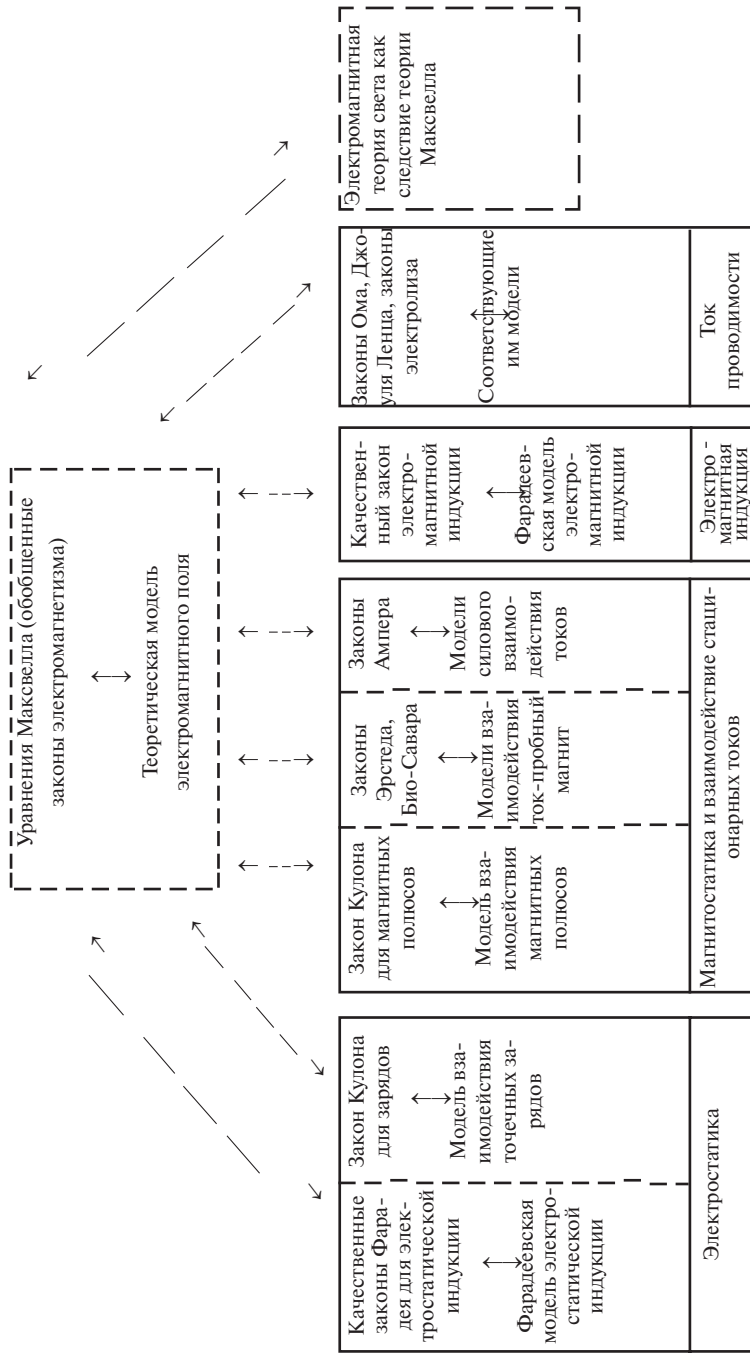 Уравнения Максвелла (обобщенные
законы электромагнетизма)
Теоретическая модель
электромагнитного поля
Качественные
законы Фара-
дея для элек-
тростатической
индукции
Фарадеевская
модель электро-
статической
индукции
Закон Кулона
для зарядов
Модель вза-
имодействия
точечных за-
рядов
Электростатика
Закон Кулона
для магнитных
полюсов
Модель вза-
имодействия
магнитных
полюсов
Законы
Эрстеда,
Био-Савара
Модели вза-
имодействия
ток-пробный
магнит
Законы
Ампера
Модели
силового
взаимо-
действия
токов
Магнитостатика и взаимодействие стаци-
онарных токов
Качествен-
ный закон
электро-
магнитной
индукции
Фарадеев-
ская модель
электро-
магнитной
индукции
Электро -
магнитная
индукция
Законы Ома, Джо-
уля Ленца, законы
электролиза
Соответствующие
им модели
Ток
проводимости
Электромагнитная
теория света как
следствие теории
Максвелла